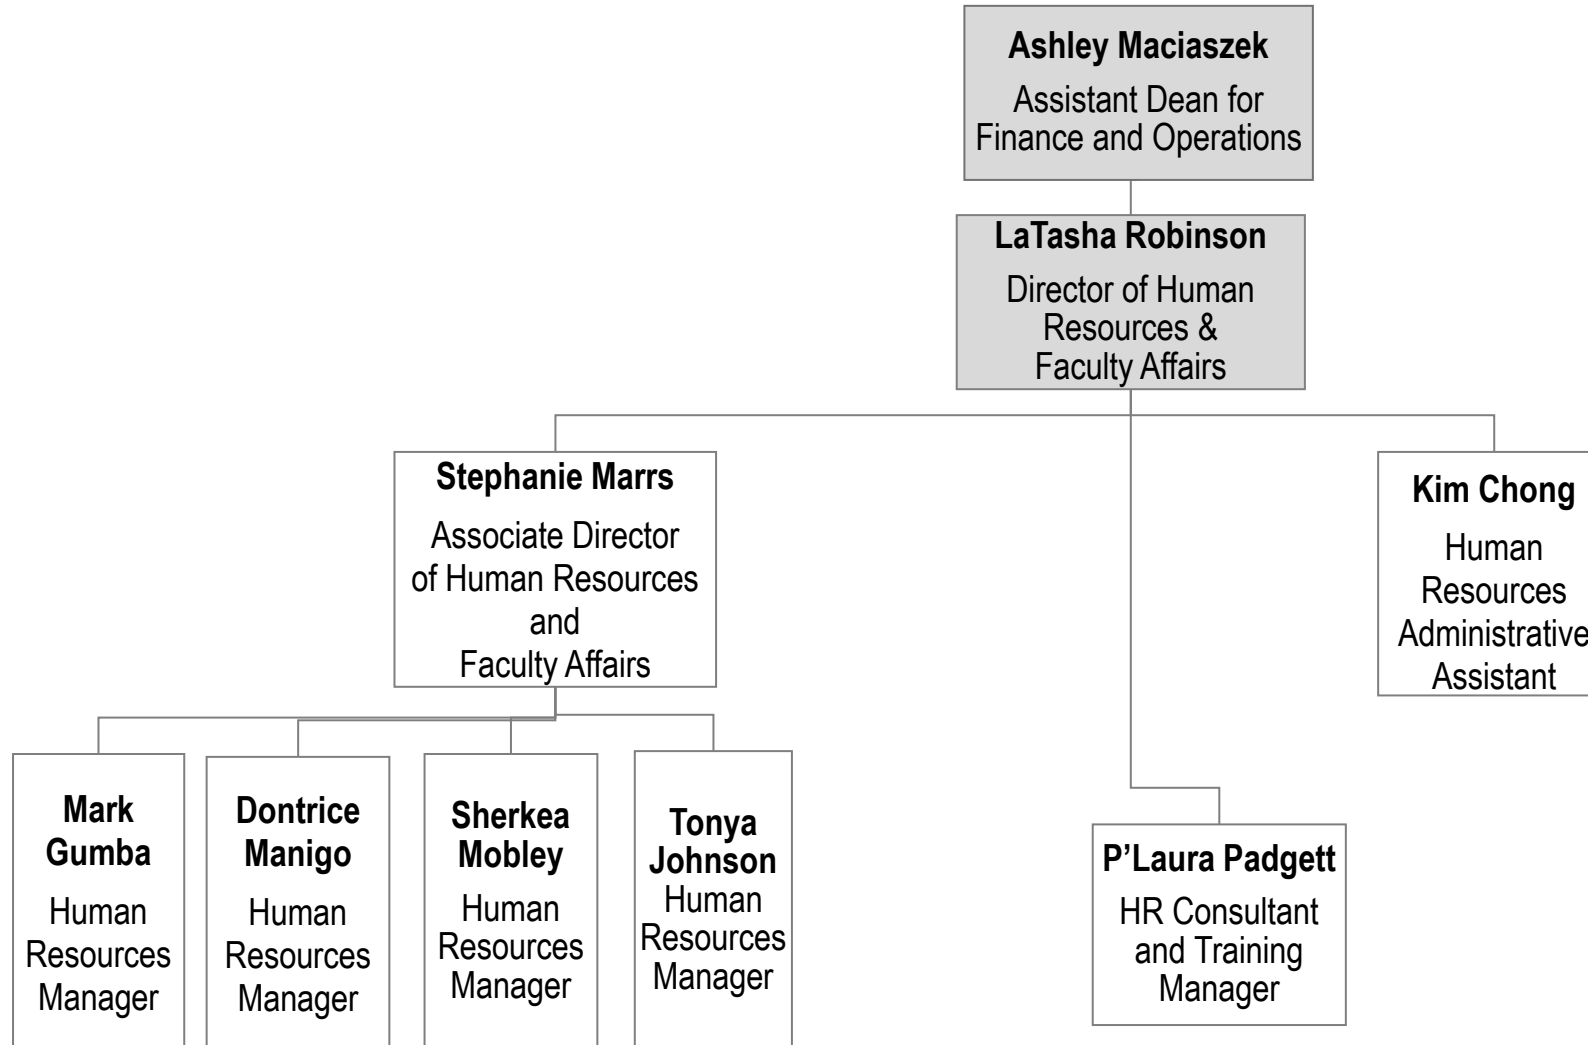 Ashley Maciaszek
Assistant Dean for
Finance and Operations
LaTasha Robinson
Director of Human
Resources &
Faculty Affairs
Stephanie Marrs
Associate Director
of Human Resources
and
Faculty Affairs
Kim Chong
Human
Resources
Administrative
Assistant
Mark
Gumba
Human
Resources
Manager
Dontrice
Manigo
Human
Resources
Manager
Sherkea
Mobley
Human
Resources
Manager
Tonya
Johnson
Human
Resources
Manager
P’Laura Padgett
HR Consultant
and Training
Manager